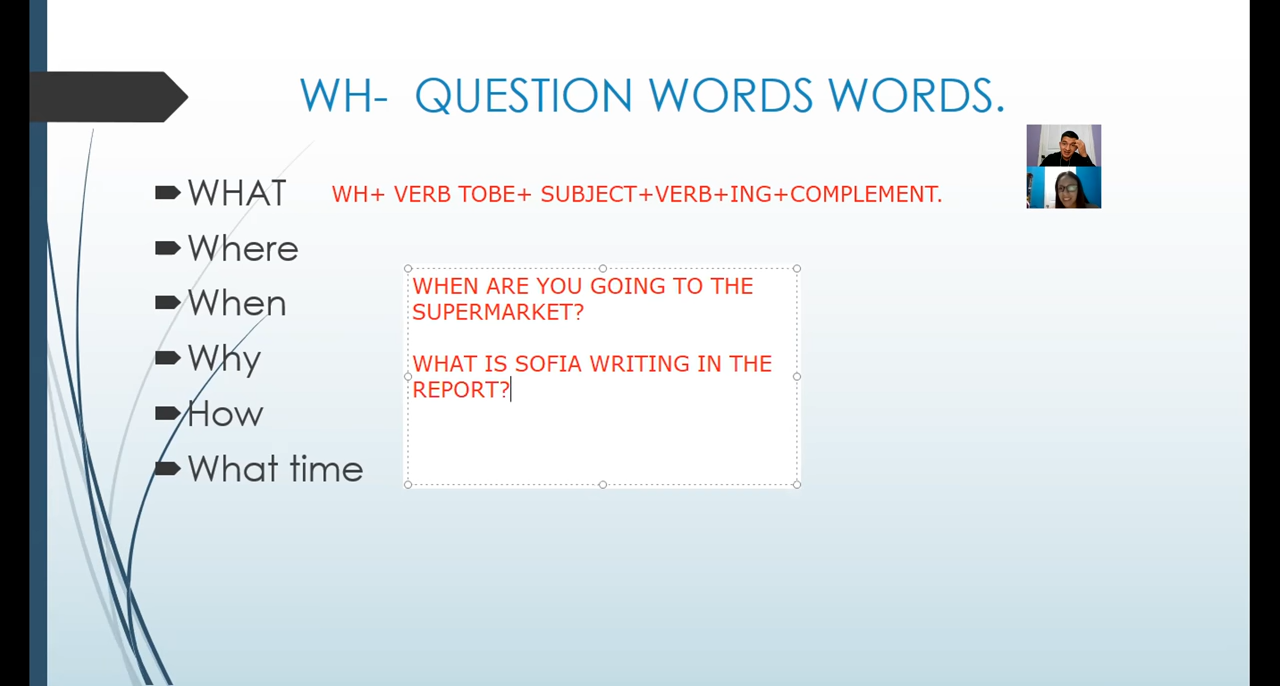 WH- QUESTION WORDS WORDS.
WHAT
WH+ VERB TOBE+ SUBJECT+VERB+ING+COMPLEMENT.
Where
When
Why
How
What time
WHEN ARE YOU GOING TO THE
SUPERMARKET?
WHAT IS SOFIA WRITING IN THE
REPORT?